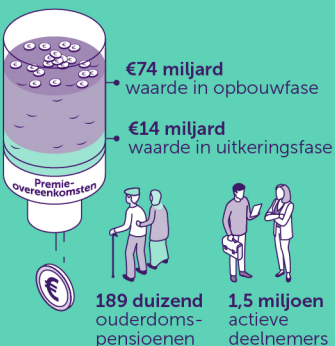 €74 miljard
waarde in opbouwfase
€14 miljard
waarde in uitkeringsfase
Premie-
overeenkomsten
€
189 duizend
ouderdoms-
pensioenen
1,5 miljoen
actieve
deelnemers